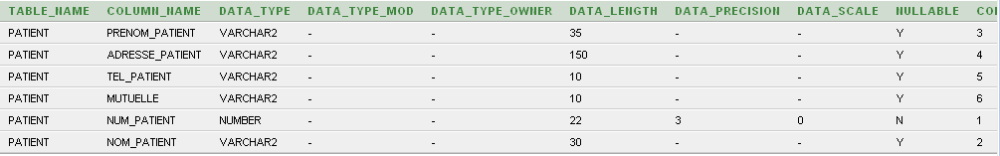 TABLE_NAME COLUMN_NAME DATA_TYPE DATA_TYPE_MOD DATA_TYPE_OWNER DATA_LENGTH DATA_PRECISION DATA_SCALE NULLABLE COL
PATIENT PRENOM_PATIENT VARCHAR2 - - 35 - - Y 3
PATIENT ADRESSE_PATIENT VARCHAR2 - - 150 - - Y 4
PATIENT TEL_PATIENT VARCHAR2 - - 10 - - Y 5
PATIENT MUTUELLE VARCHAR2 - - 10 - - Y 6
PATIENT NUM_PATIENT NUMBER - - 22 3 0 N 1
PATIENT NOM_PATIENT VARCHAR2 - - 30 - - Y 2